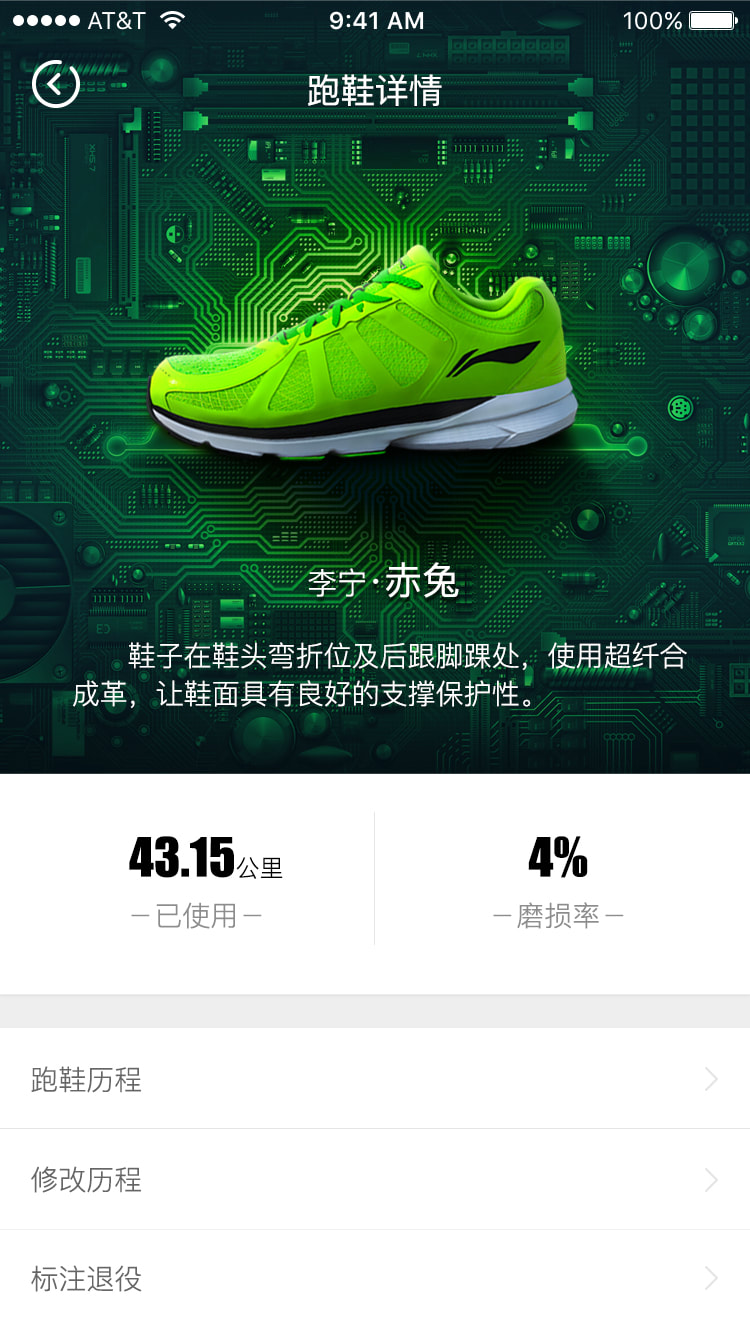 AT&T 9:41 AM 100%
跑鞋详情
李宁·赤兔
鞋子在鞋头弯折位及后跟脚踝处，使用超纤合
成革，让鞋面具有良好的支撑保护性。
43.15公里 4%
－已使用－ －磨损率－
跑鞋历程
修改历程
标注退役